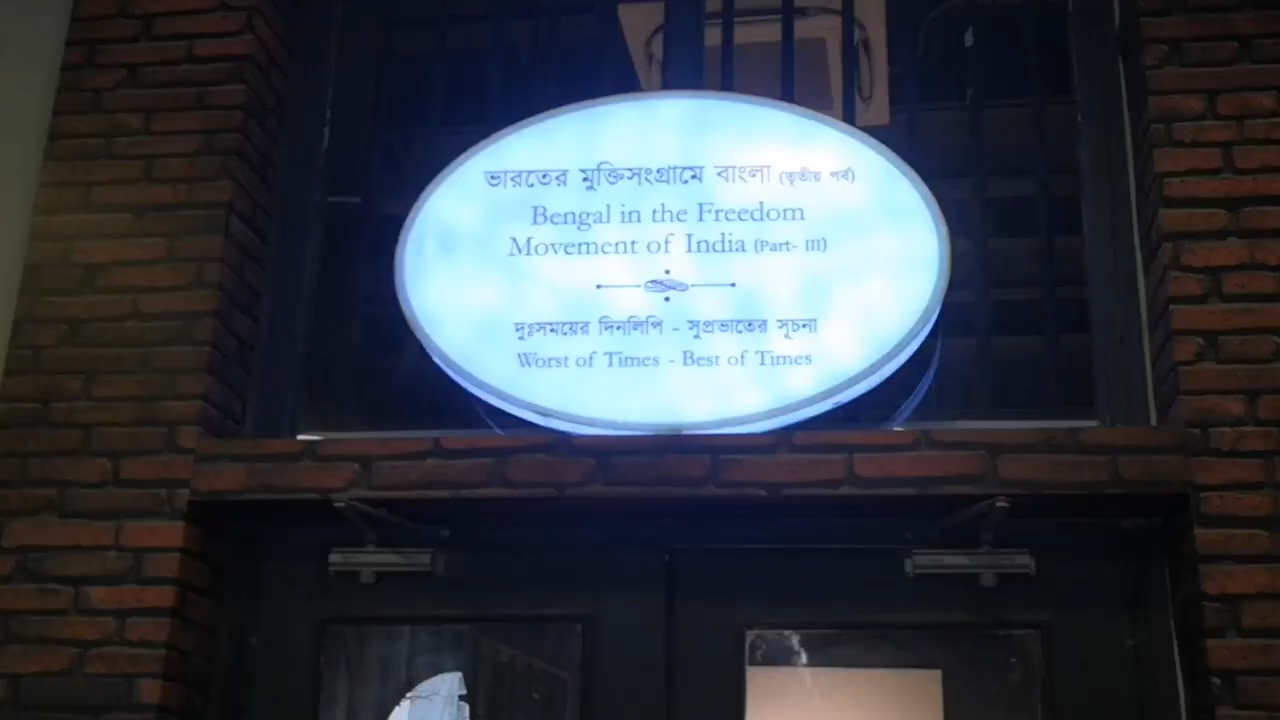 ভারতের মুক্তিসংগ্রামে বাংলা (তৃতীয় পর্ব)
Bengal in the Freedom
Movement of India (Part- III)
দুঃসময়ের দিনলিপি - সুপ্রভাতের সূচনা
Worst of Times - Best of Times